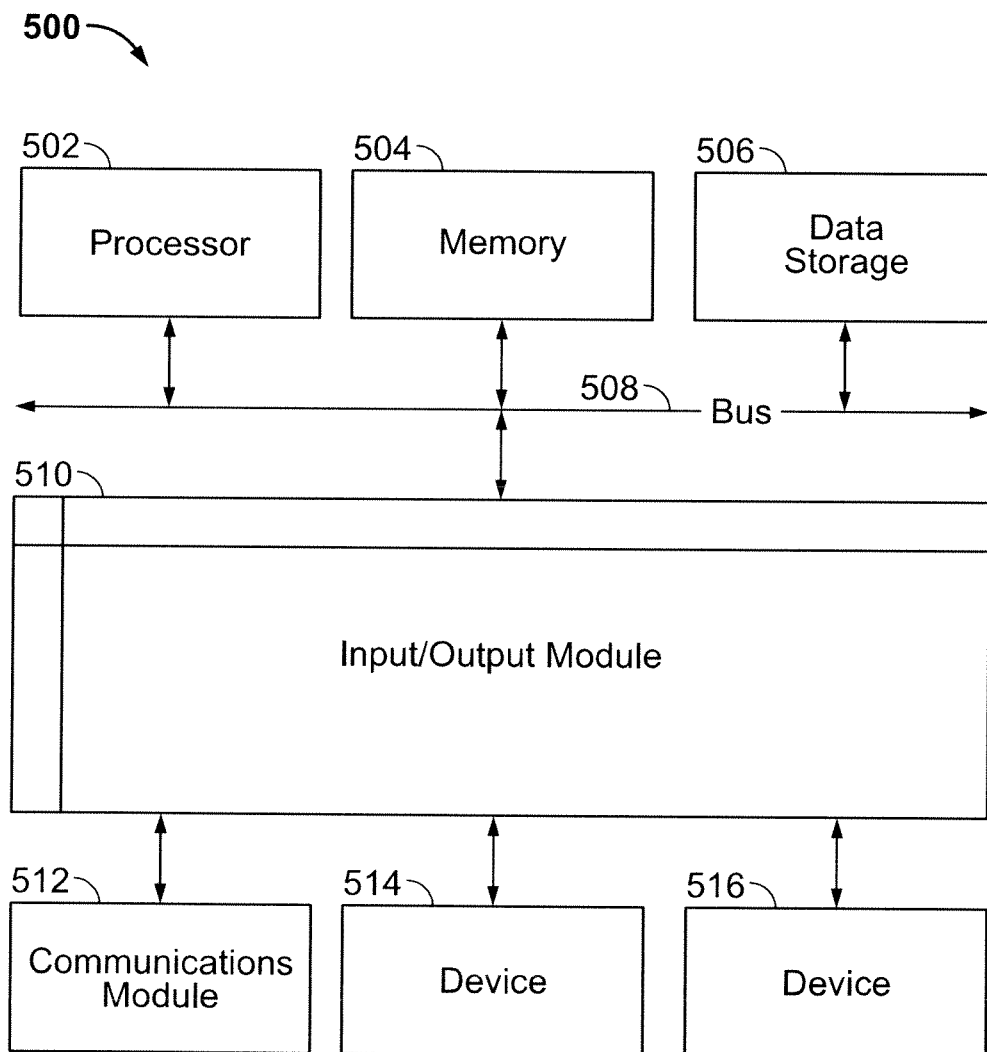 500
502
504
506
Processor
Memory
Data
Storage
508
Bus
510
Input/Output Module
512
514
516
Communications
Module
Device
Device